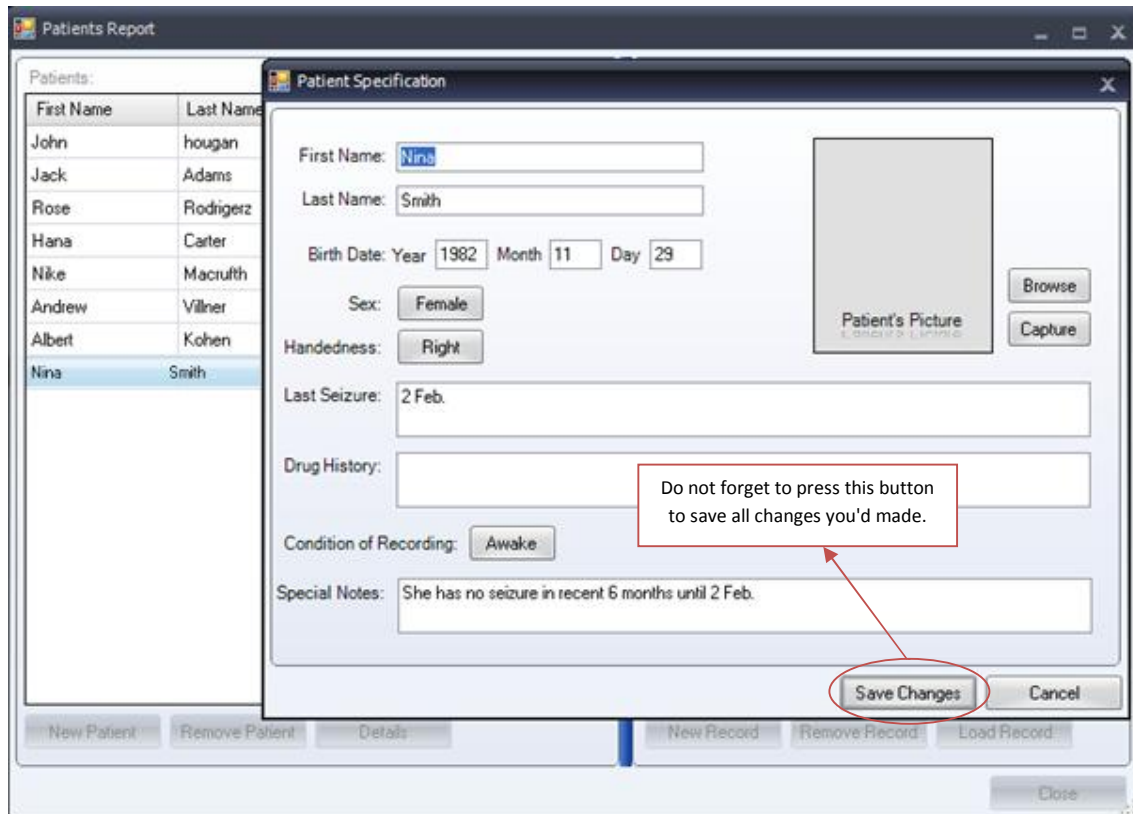 Patients Report
Patients:
First Name Last Name
John hougan
Jack Adams
Rose Rodrigerz
Hana Carter
Nike Macrufth
Andrew Villner
Albert Kohen
Nina Smith
Patient Specification
First Name: Nina
Last Name: Smith
Birth Date: Year 1982 Month 11 Day 29
Sex: Female
Handedness: Right
Patient's Picture
Browse
Capture
Last Seizure: 2 Feb.
Drug History:
Do not forget to press this button
to save all changes you'd made.
Condition of Recording: Awake
Special Notes: She has no seizure in recent 6 months until 2 Feb.
Save Changes Cancel
New Patient Remove Patient Details New Record Remove Record Load Record
Close